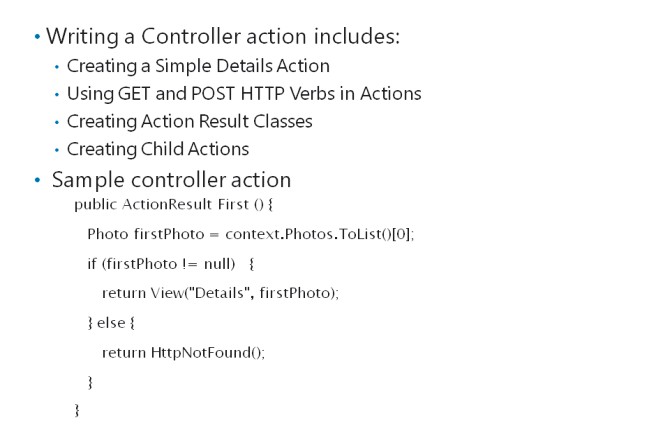 • Writing a Controller action includes:
• Creating a Simple Details Action
• Using GET and POST HTTP Verbs in Actions
• Creating Action Result Classes
• Creating Child Actions
• Sample controller action
public ActionResult First () {
Photo firstPhoto = context.Photos.ToList()[0];
if (firstPhoto != null) {
return View("Details", firstPhoto);
} else {
return HttpNotFound();
}
}